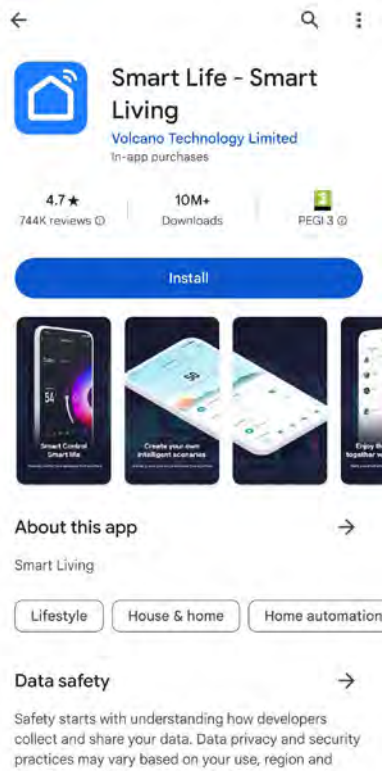 Smart Life - Smart
Living
Volcano Technology Limited
In-app purchases
4.7★
10M+
3
744K reviews
Downloads
PEGI 3
Install
54
50
Smart Control
Smart life
Create your own
intelligent scenarios
Enjoy th
together w
About this app
Smart Living
Lifestyle
House & home
Home automation
Data safety
Safety starts with understanding how developers
collect and share your data. Data privacy and security
practices may vary based on your use, region and